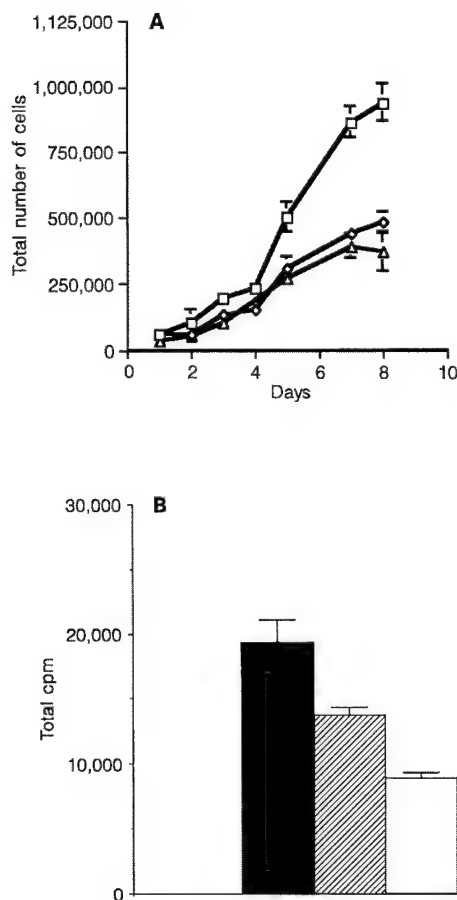 A
1,125,000
1,000,000
750,000
500,000
250,000
0
Total number of cells
0 2 4 6 8 10
Days
B
30,000
20,000
10,000
0
Total cpm